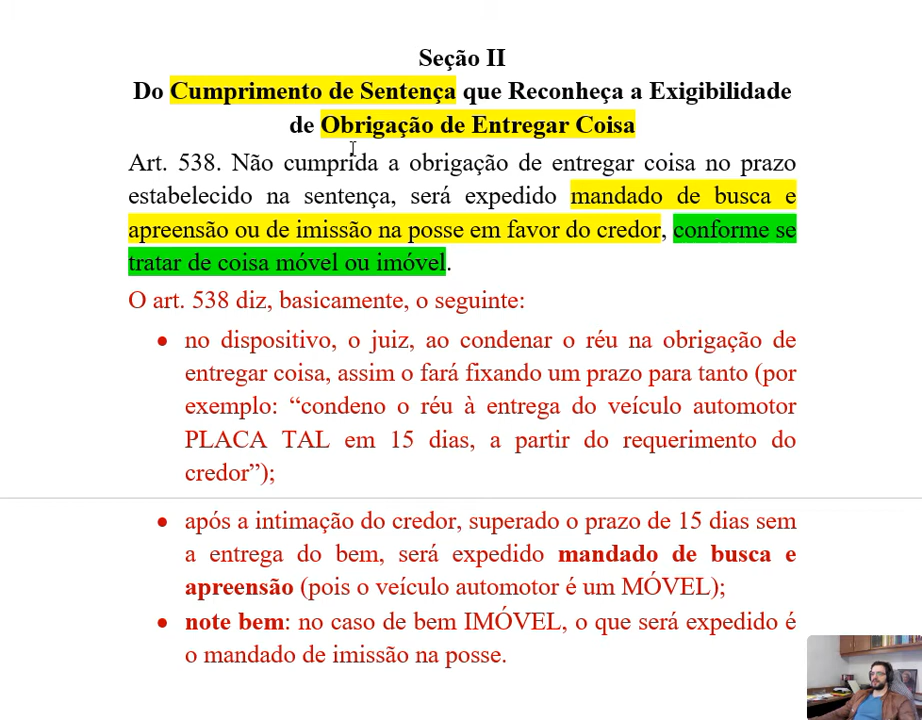 Seção II
Do Cumprimento de Sentença que Reconheça a Exigibilidade
de Obrigação de Entregar Coisa
Art. 538. Não cumprida a obrigação de entregar coisa no prazo
estabelecido na sentença, será expedido mandado de busca e
apreensão ou de imissão na posse em favor do credor, conforme se
tratar de coisa móvel ou imóvel.
O art. 538 diz, basicamente, o seguinte:
• no dispositivo, o juiz, ao condenar o réu na obrigação de
entregar coisa, assim o fará fixando um prazo para tanto (por
exemplo: “condeno o réu à entrega do veículo automotor
PLACA TAL em 15 dias, a partir do requerimento do
credor”);
• após a intimação do credor, superado o prazo de 15 dias sem
a entrega do bem, será expedido mandado de busca e
apreensão (pois o veículo automotor é um MÓVEL);
• note bem: no caso de bem IMÓVEL, o que será expedido é
o mandado de imissão na posse.